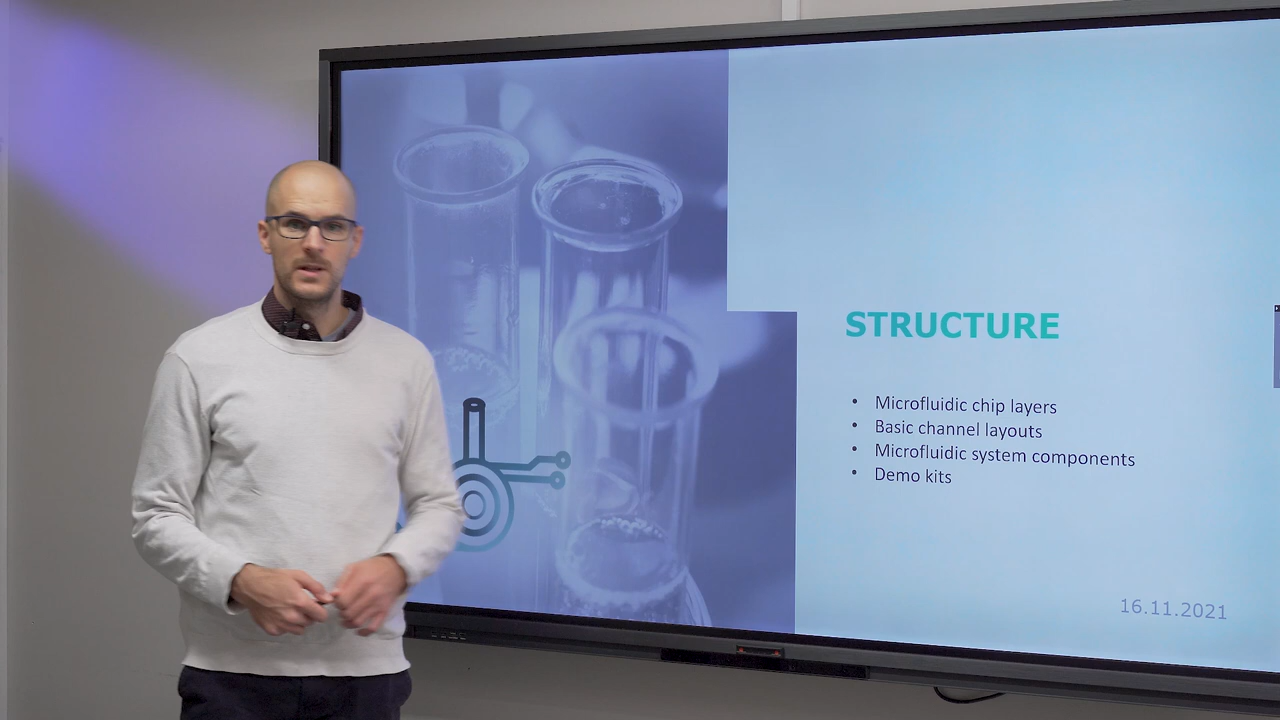 STRUCTURE
• Microfluidic chip layers
• Basic channel layouts
• Microfluidic system components
• Demo kits
16.11.2021